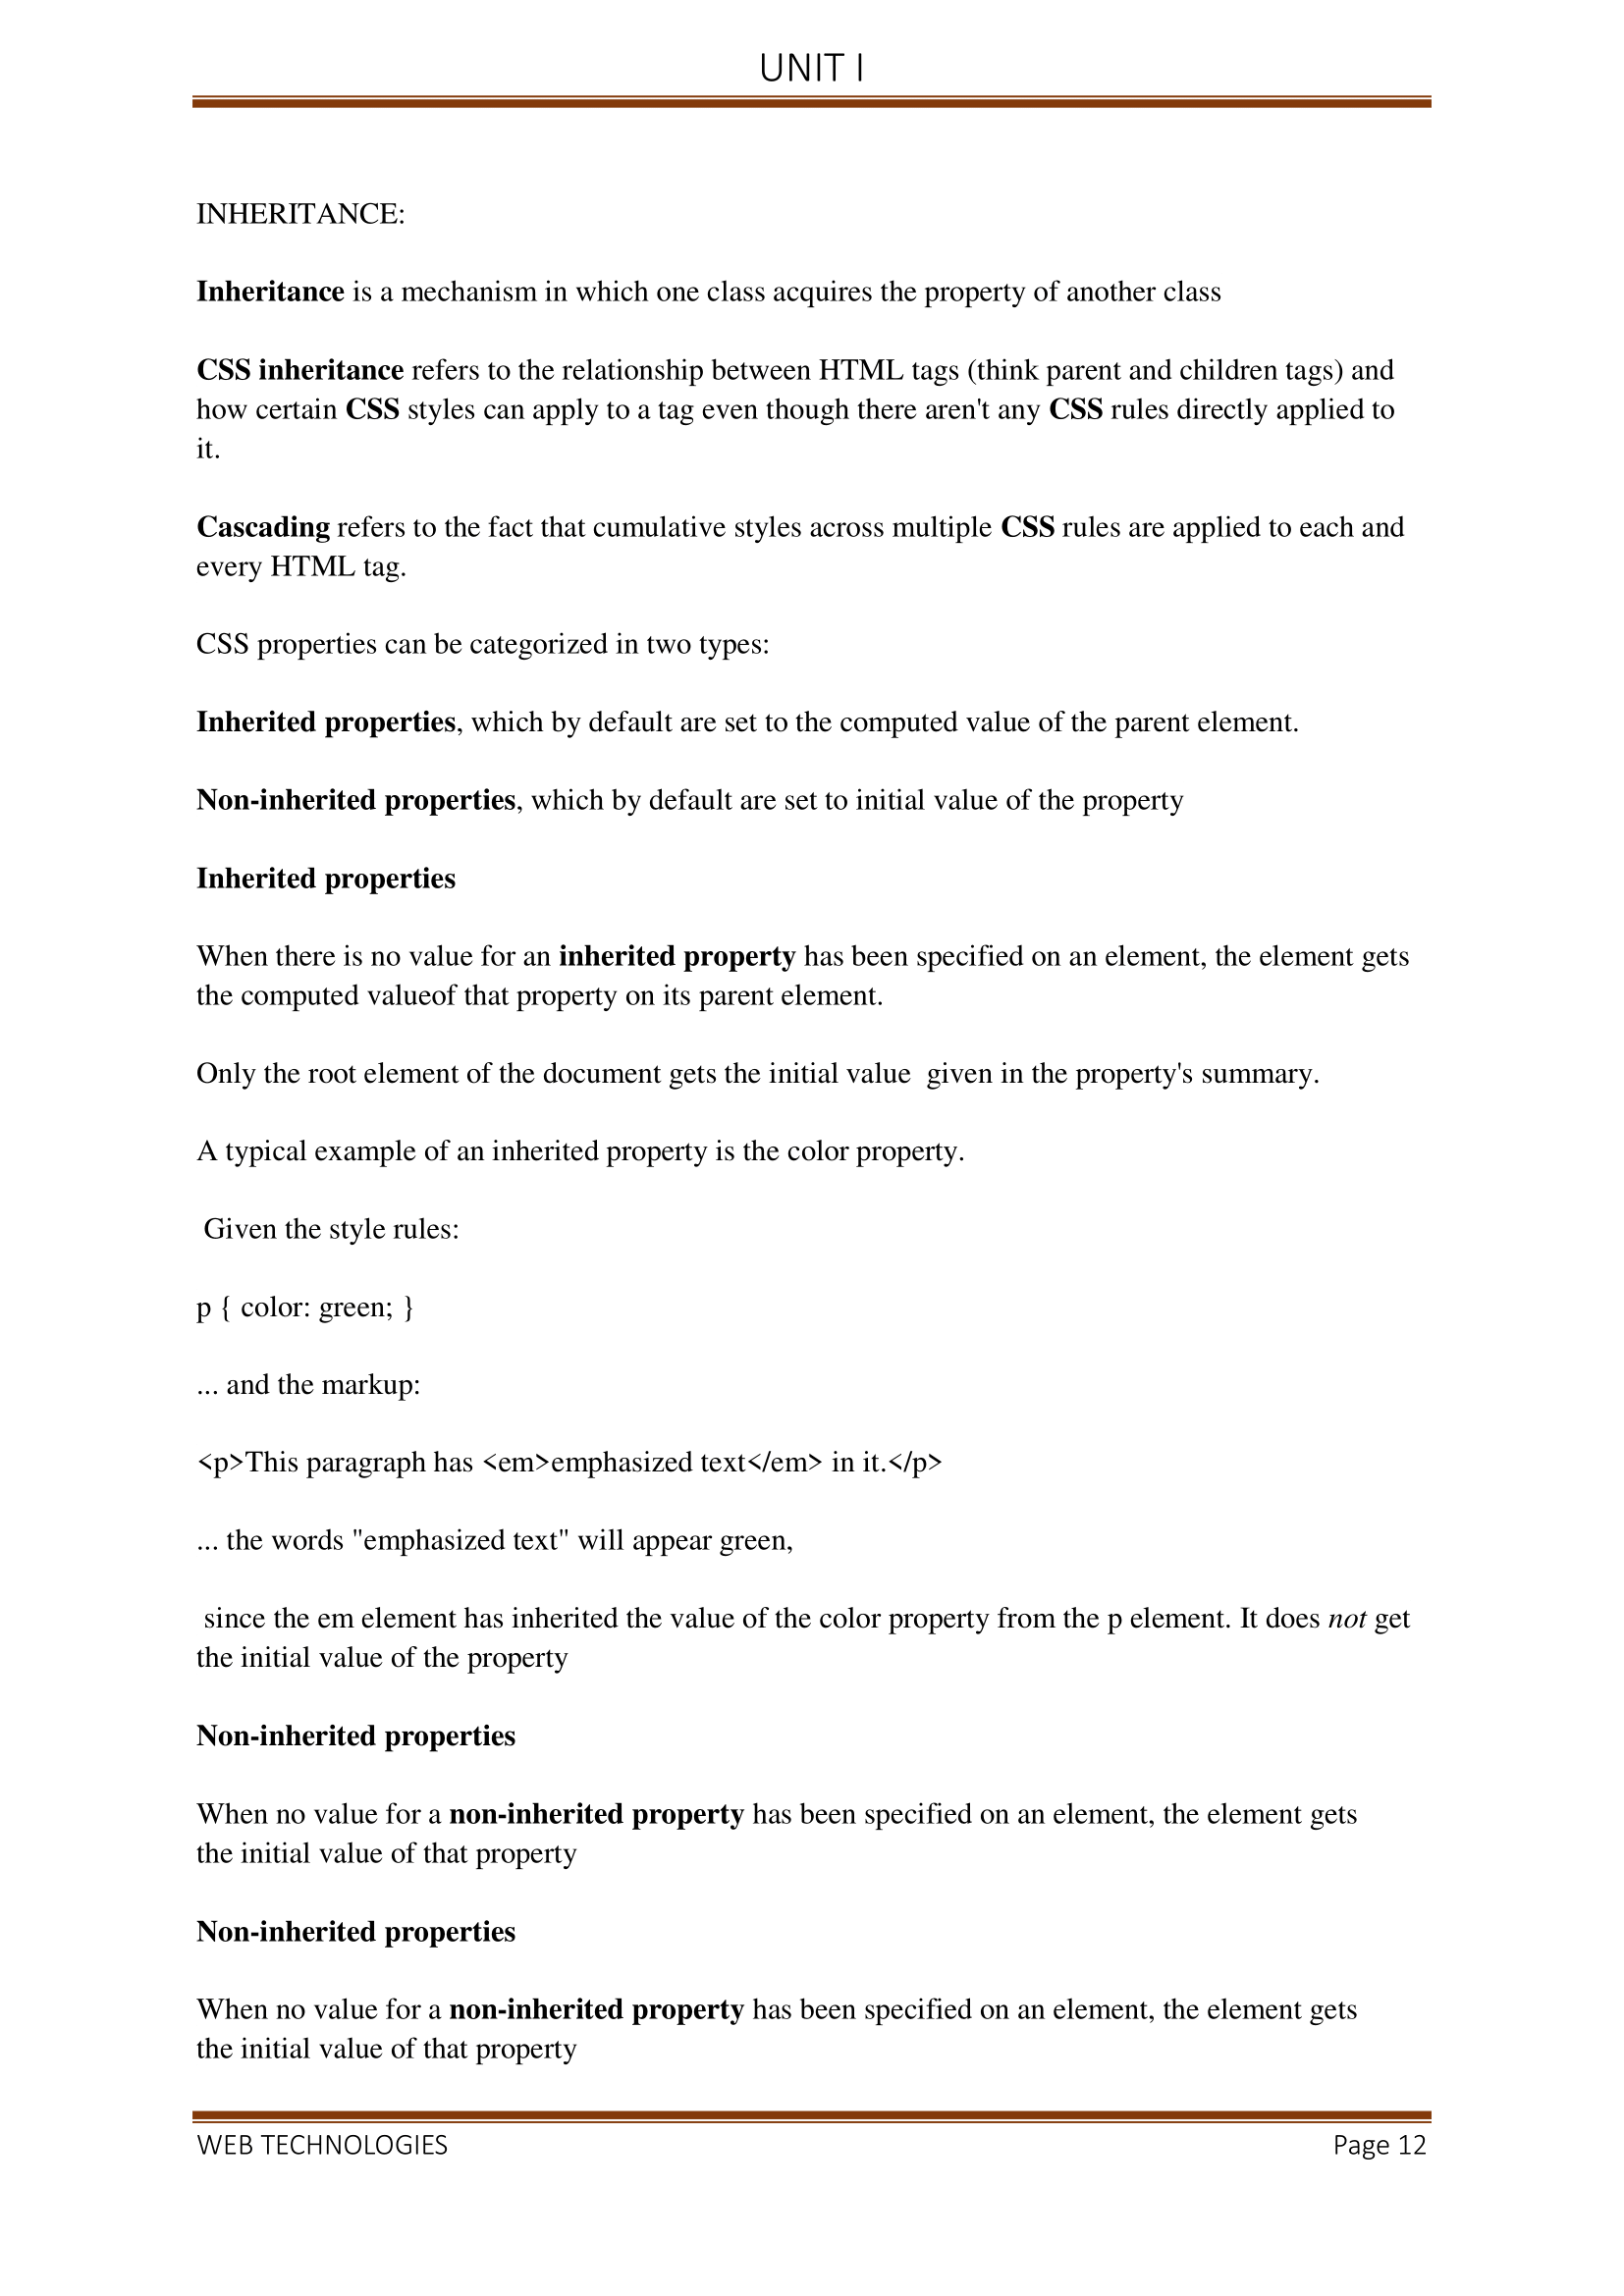 UNIT I
INHERITANCE:
Inheritance is a mechanism in which one class acquires the property of another class
CSS inheritance refers to the relationship between HTML tags (think parent and children tags) and
how certain CSS styles can apply to a tag even though there aren't any CSS rules directly applied to
it.
Cascading refers to the fact that cumulative styles across multiple CSS rules are applied to each and
every HTML tag.
CSS properties can be categorized in two types:
Inherited properties, which by default are set to the computed value of the parent element.
Non-inherited properties, which by default are set to initial value of the property
Inherited properties
When there is no value for an inherited property has been specified on an element, the element gets
the computed valueof that property on its parent element.
Only the root element of the document gets the initial value  given in the property's summary.
A typical example of an inherited property is the color property.
Given the style rules:
p { color: green; }
... and the markup:
<p>This paragraph has <em>emphasized text</em> in it.</p>
... the words "emphasized text" will appear green,
since the em element has inherited the value of the color property from the p element. It does not get
the initial value of the property
Non-inherited properties
When no value for a non-inherited property has been specified on an element, the element gets
the initial value of that property
Non-inherited properties
When no value for a non-inherited property has been specified on an element, the element gets
the initial value of that property
WEB TECHNOLOGIES Page 12